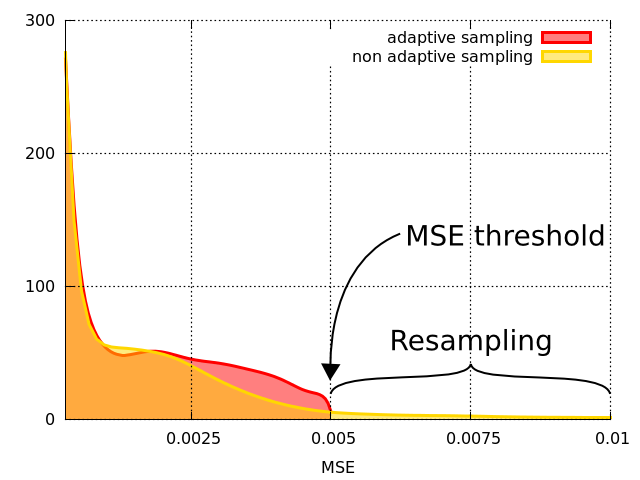 300
adaptive sampling
non adaptive sampling
200
MSE threshold
100
Resampling
0
0.0025 0.005 0.0075 0.01
MSE